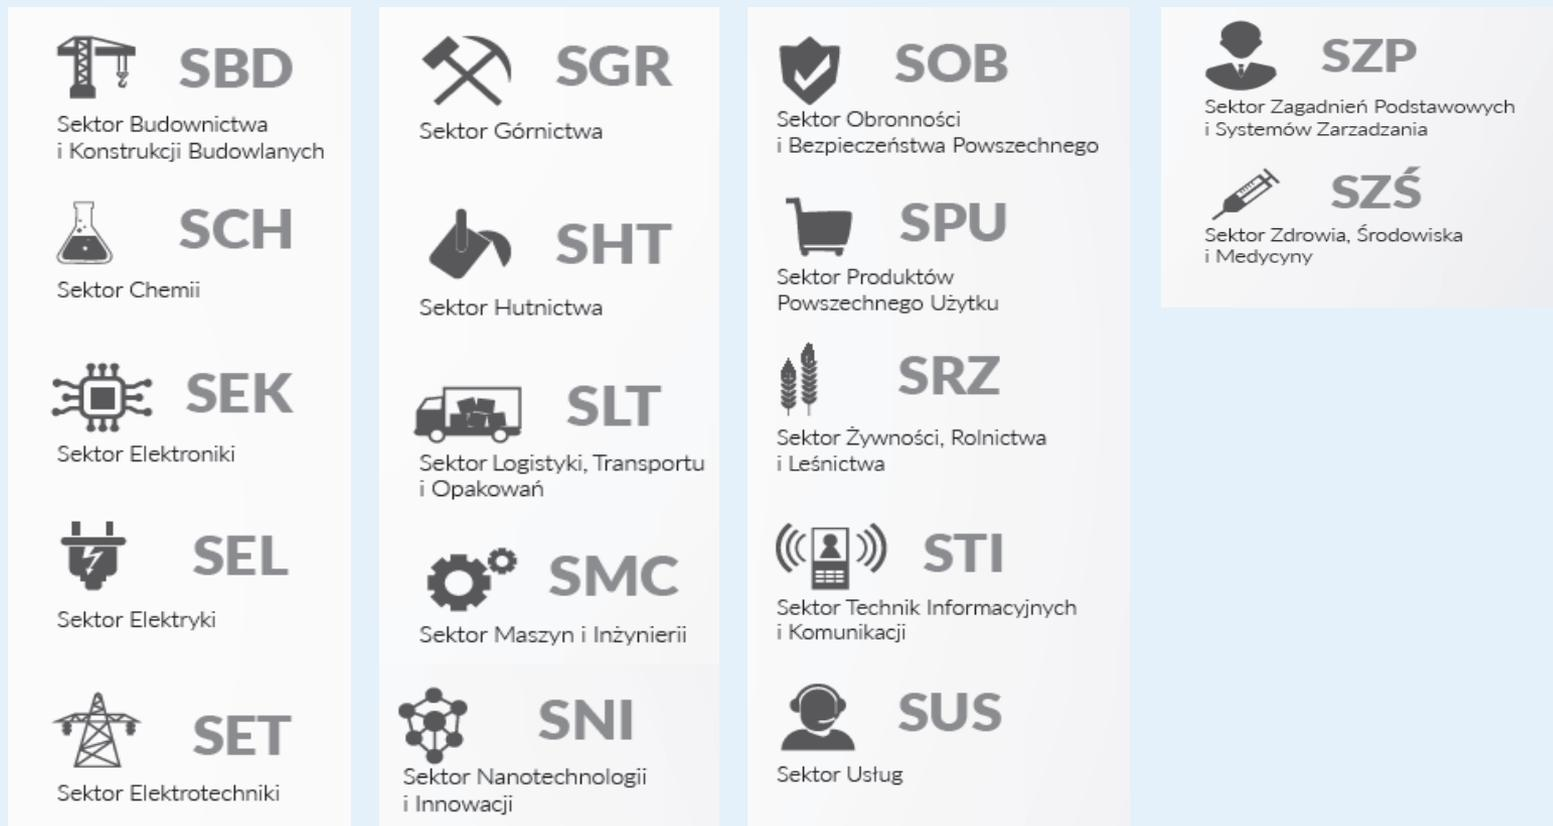 SBD
Sektor Budownictwa
i Konstrukcji Budowlanych
SCH
Sektor Chemii
SEK
Sektor Elektroniki
SEL
Sektor Elektryki
SET
Sektor Elektrotechniki
SGR
Sektor Górnictwa
SHT
Sektor Hutnictwa
SLT
Sektor Logistyki, Transportu
i Opakowań
SMC
Sektor Maszyn i Inżynierii
SNI
Sektor Nanotechnologii
i Innowacji
SOB
Sektor Obronności
i Bezpieczeństwa Powszechnego
SPU
Sektor Produktów
Powszechnego Użytku
SRZ
Sektor Żywności, Rolnictwa
i Leśnictwa
STI
Sektor Technik Informacyjnych
i Komunikacji
SUS
Sektor Usług
SZP
Sektor Zagadnień Podstawowych
i Systemów Zarzadzania
SZŚ
Sektor Zdrowia, Środowiska
i Medycyny